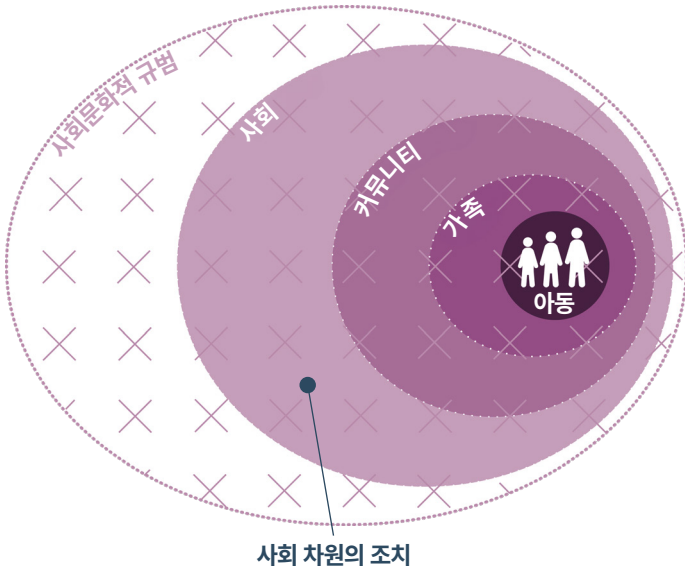 사회문화적 규범
사회
커뮤니티
가족
아동
사회 차원의 조치